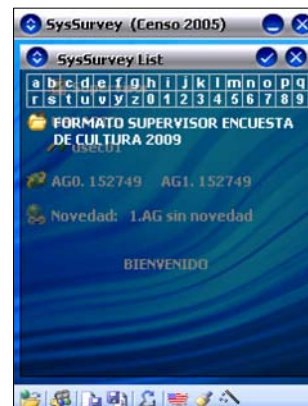 SysSurvey (Censo 2005)
SysSurvey List
a b c d e f g h i j k l m n o p q
r s t u v y z 0 1 2 3 4 5 6 7 8 9
FORMATO SUPERVISOR ENCUESTA
DE CULTURA 2009
usec01
AG0. 152749 AG1. 152749
Novedad: 1.AG sin novedad
BIENVENIDO